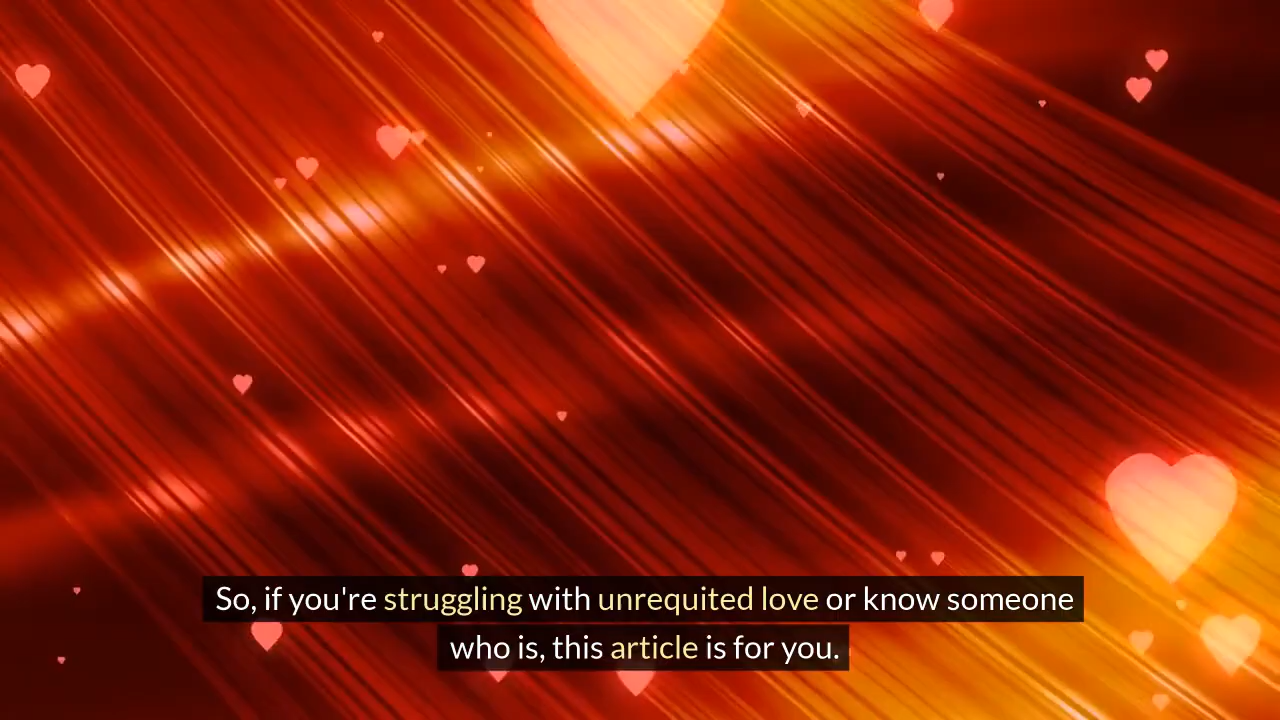 So, if you're struggling with unrequited love or know someone
who is, this article is for you.